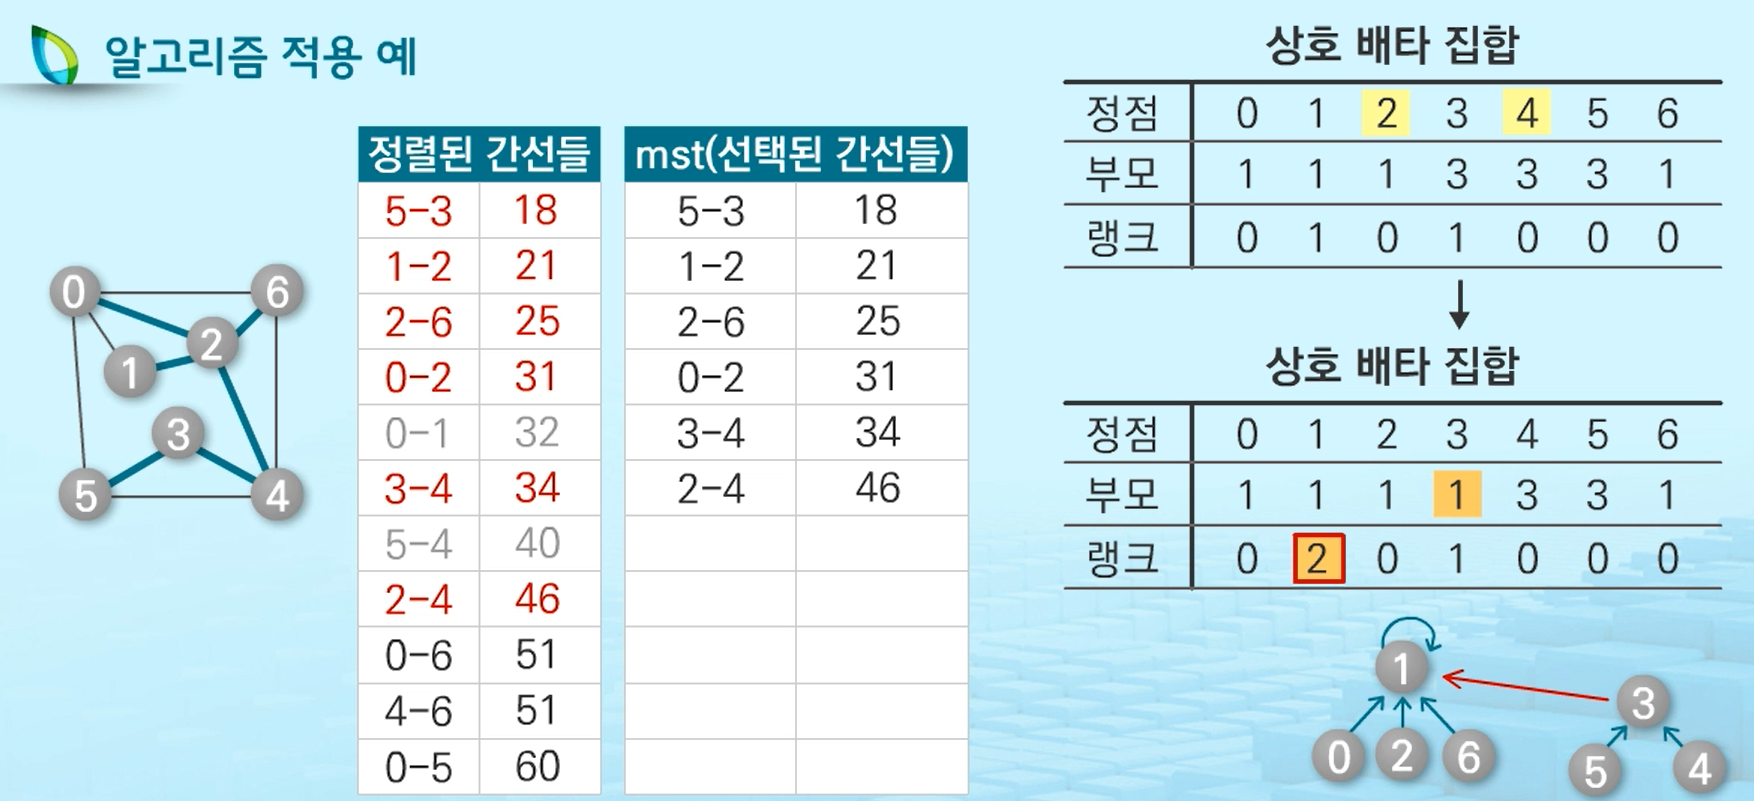 알고리즘 적용 예
0
6
2
1
3
5
4
정렬된 간선들
5-3 18
1-2 21
2-6 25
0-2 31
0-1 32
3-4 34
5-4 40
2-4 46
0-6 51
4-6 51
0-5 60
mst(선택된 간선들)
5-3 18
1-2 21
2-6 25
0-2 31
3-4 34
2-4 46
상호 배타 집합
정점 0 1 2 3 4 5 6
부모 1 1 1 3 3 3 1
랭크 0 1 0 1 0 0 0
상호 배타 집합
정점 0 1 2 3 4 5 6
부모 1 1 1 1 3 3 1
랭크 0 2 0 1 0 0 0
1
3
0 2 6
5 4